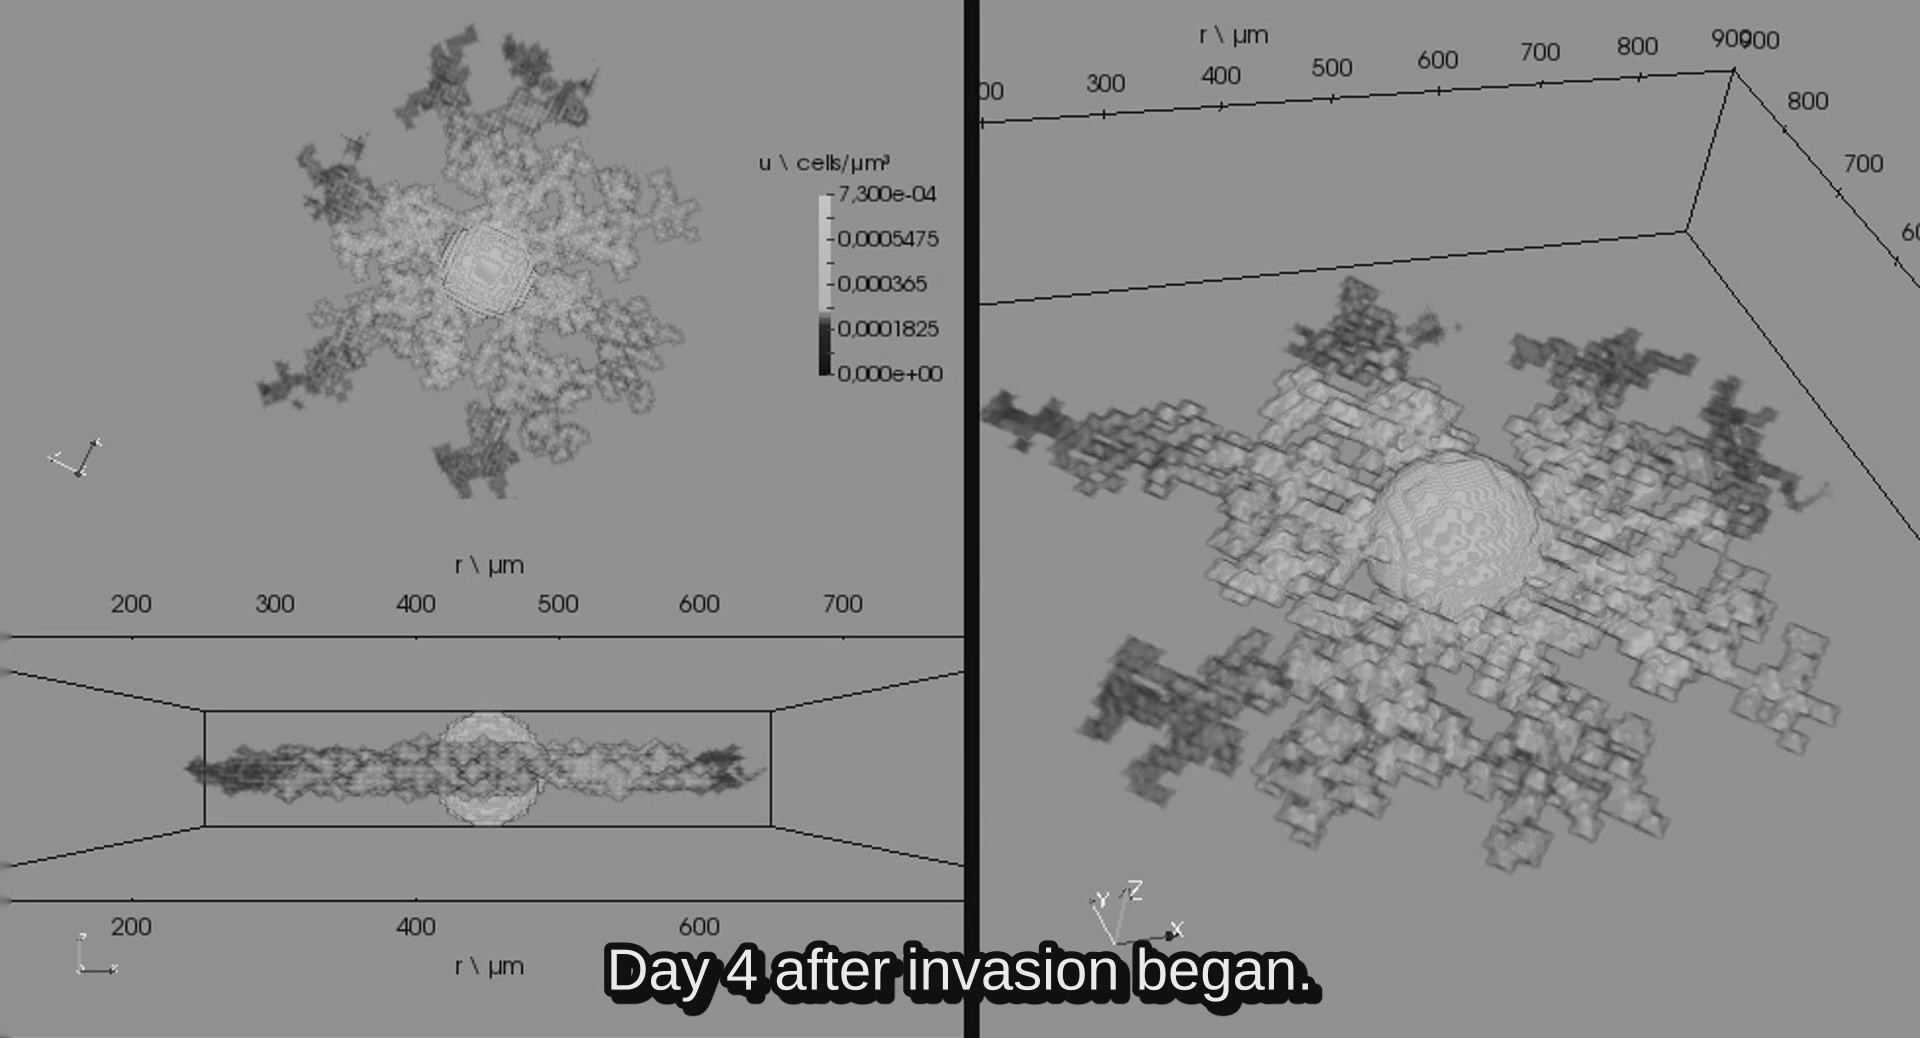 u \ cells/µm³
7,300e-04
0,0005475
0,000365
0,0001825
0,000e+00
r \ µm
200 300 400 500 600 700
200 400 600
r \ µm
r \ µm
300 400 500 600 700 800 900
900
800
700
Y Z X
Day 4 after invasion began.